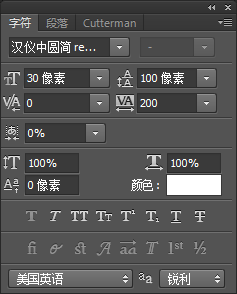 字符 段落 Cutterman
汉仪中圆简 re... -
30 像素 100 像素
0 200
0%
100% 100%
0 像素 颜色：
T T TT Tт T¹ T₁ T T
fi st A aa T 1st ½
美国英语 aa 锐利